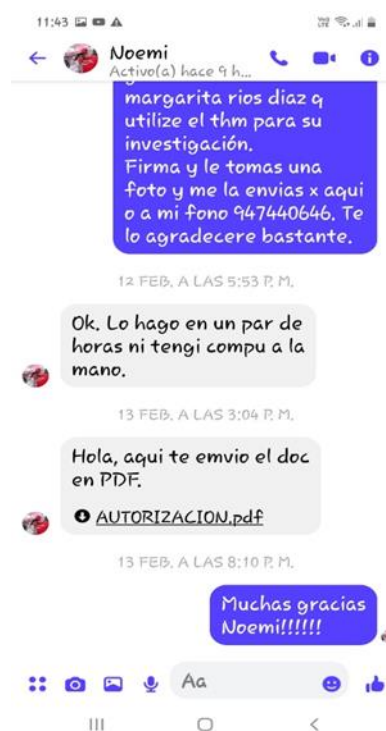 11:43
Noemi
Activo(a) hace 9 h...
margarita rios diaz q
utilize el thm para su
investigación.
Firma y le tomas una
foto y me la envias x aqui
o a mi fono 947440646. Te
lo agradecere bastante.
12 FEB. A LAS 5:53 P. M.
Ok. Lo hago en un par de
horas ni tengi compu a la
mano.
13 FEB. A LAS 3:04 P. M.
Hola, aqui te emvio el doc
en PDF.
AUTORIZACION.pdf
13 FEB. A LAS 8:10 P. M.
Muchas gracias
Noemi!!!!!!
Aa